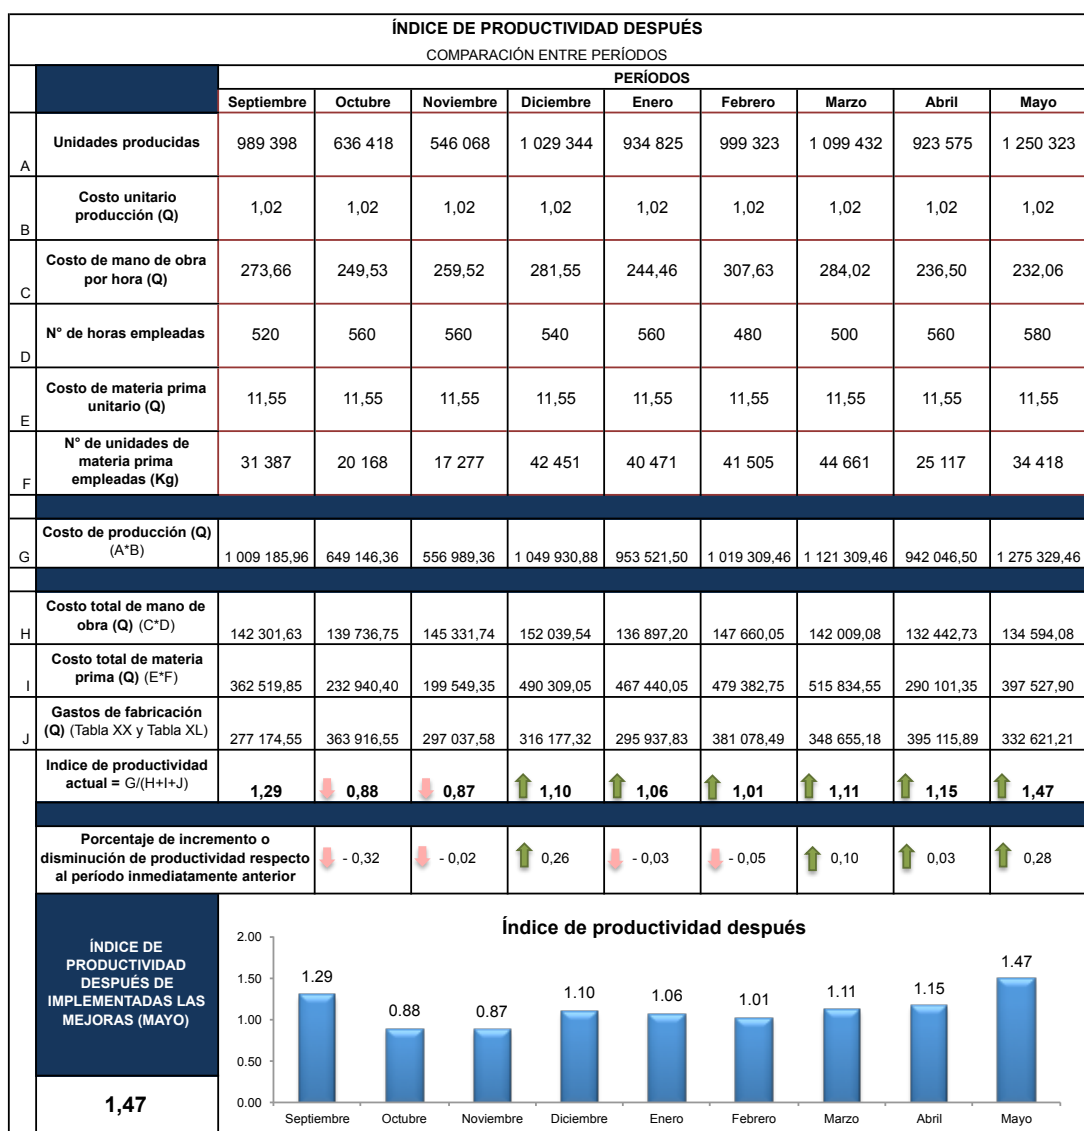 ÍNDICE DE PRODUCTIVIDAD DESPUÉS
COMPARACIÓN ENTRE PERÍODOS
PERÍODOS
Septiembre Octubre Noviembre Diciembre Enero Febrero Marzo Abril Mayo
A Unidades producidas 989 398 636 418 546 068 1 029 344 934 825 999 323 1 099 432 923 575 1 250 323
B Costo unitario
producción (Q) 1,02 1,02 1,02 1,02 1,02 1,02 1,02 1,02 1,02
C Costo de mano de obra
por hora (Q) 273,66 249,53 259,52 281,55 244,46 307,63 284,02 236,50 232,06
D N° de horas empleadas 520 560 560 540 560 480 500 560 580
E Costo de materia prima
unitario (Q) 11,55 11,55 11,55 11,55 11,55 11,55 11,55 11,55 11,55
F N° de unidades de
materia prima
empleadas (Kg) 31 387 20 168 17 277 42 451 40 471 41 505 44 661 25 117 34 418
G Costo de producción (Q)
(A*B) 1 009 185,96 649 146,36 556 989,36 1 049 930,88 953 521,50 1 019 309,46 1 121 309,46 942 046,50 1 275 329,46
H Costo total de mano de
obra (Q) (C*D) 142 301,63 139 736,75 145 331,74 152 039,54 136 897,20 147 660,05 142 009,08 132 442,73 134 594,08
I Costo total de materia
prima (Q) (E*F) 362 519,85 232 940,40 199 549,35 490 309,05 467 440,05 479 382,75 515 834,55 290 101,35 397 527,90
J Gastos de fabricación
(Q) (Tabla XX y Tabla XL) 277 174,55 363 916,55 297 037,58 316 177,32 295 937,83 381 078,49 348 655,18 395 115,89 332 621,21
Indice de productividad
actual = G/(H+I+J) 1,29 0,88 0,87 1,10 1,06 1,01 1,11 1,15 1,47
Porcentaje de incremento o
disminución de productividad respecto
al período inmediatamente anterior - 0,32 - 0,02 0,26 - 0,03 - 0,05 0,10 0,03 0,28
ÍNDICE DE
PRODUCTIVIDAD
DESPUÉS DE
IMPLEMENTADAS LAS
MEJORAS (MAYO)
1,47
Índice de productividad después
2.00
1.50
1.00
0.50
0.00
1.29 0.88 0.87 1.10 1.06 1.01 1.11 1.15 1.47
Septiembre Octubre Noviembre Diciembre Enero Febrero Marzo Abril Mayo